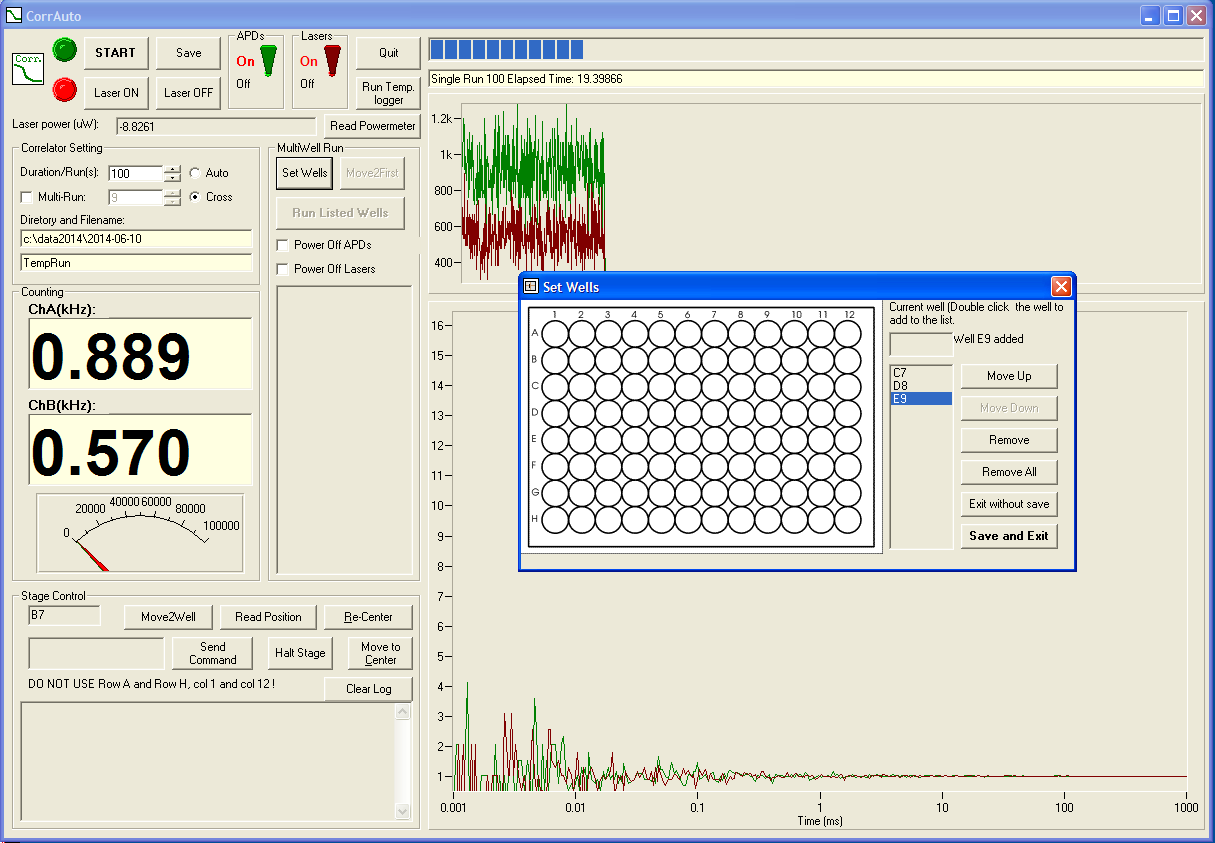 CorrAuto
Corr.
START
Save
APDs
On
Off
Lasers
On
Off
Quit
Laser ON
Laser OFF
Run Temp.
logger
Laser power (uW):
-8.8261
Read Powermeter
Correlator Setting
Duration/Run(s):
100
Auto
Multi-Run:
9
Cross
Diretory and Filename:
c:\data2014\2014-06-10
TempRun
MultiWell Run
Set Wells
Move2First
Run Listed Wells
Power Off APDs
Power Off Lasers
Counting
ChA(kHz):
0.889
ChB(kHz):
0.570
0
20000
40000
60000
80000
100000
Stage Control
B7
Move2Well
Read Position
Re-Center
Send
Command
Halt Stage
Move to
Center
DO NOT USE Row A and Row H, col 1 and col 12 !
Clear Log
Single Run 100 Elapsed Time: 19.39866
1.2k
1k
800
600
400
Set Wells
1 2 3 4 5 6 7 8 9 10 11 12
A
B
C
D
E
F
G
H
Current well (Double click the well to
add to the list.
Well E9 added
C7
D8
E9
Move Up
Move Down
Remove
Remove All
Exit without save
Save and Exit
16
15
14
13
12
11
10
9
8
7
6
5
4
3
2
1
0.001 0.01 0.1 1 10 100 1000
Time (ms)